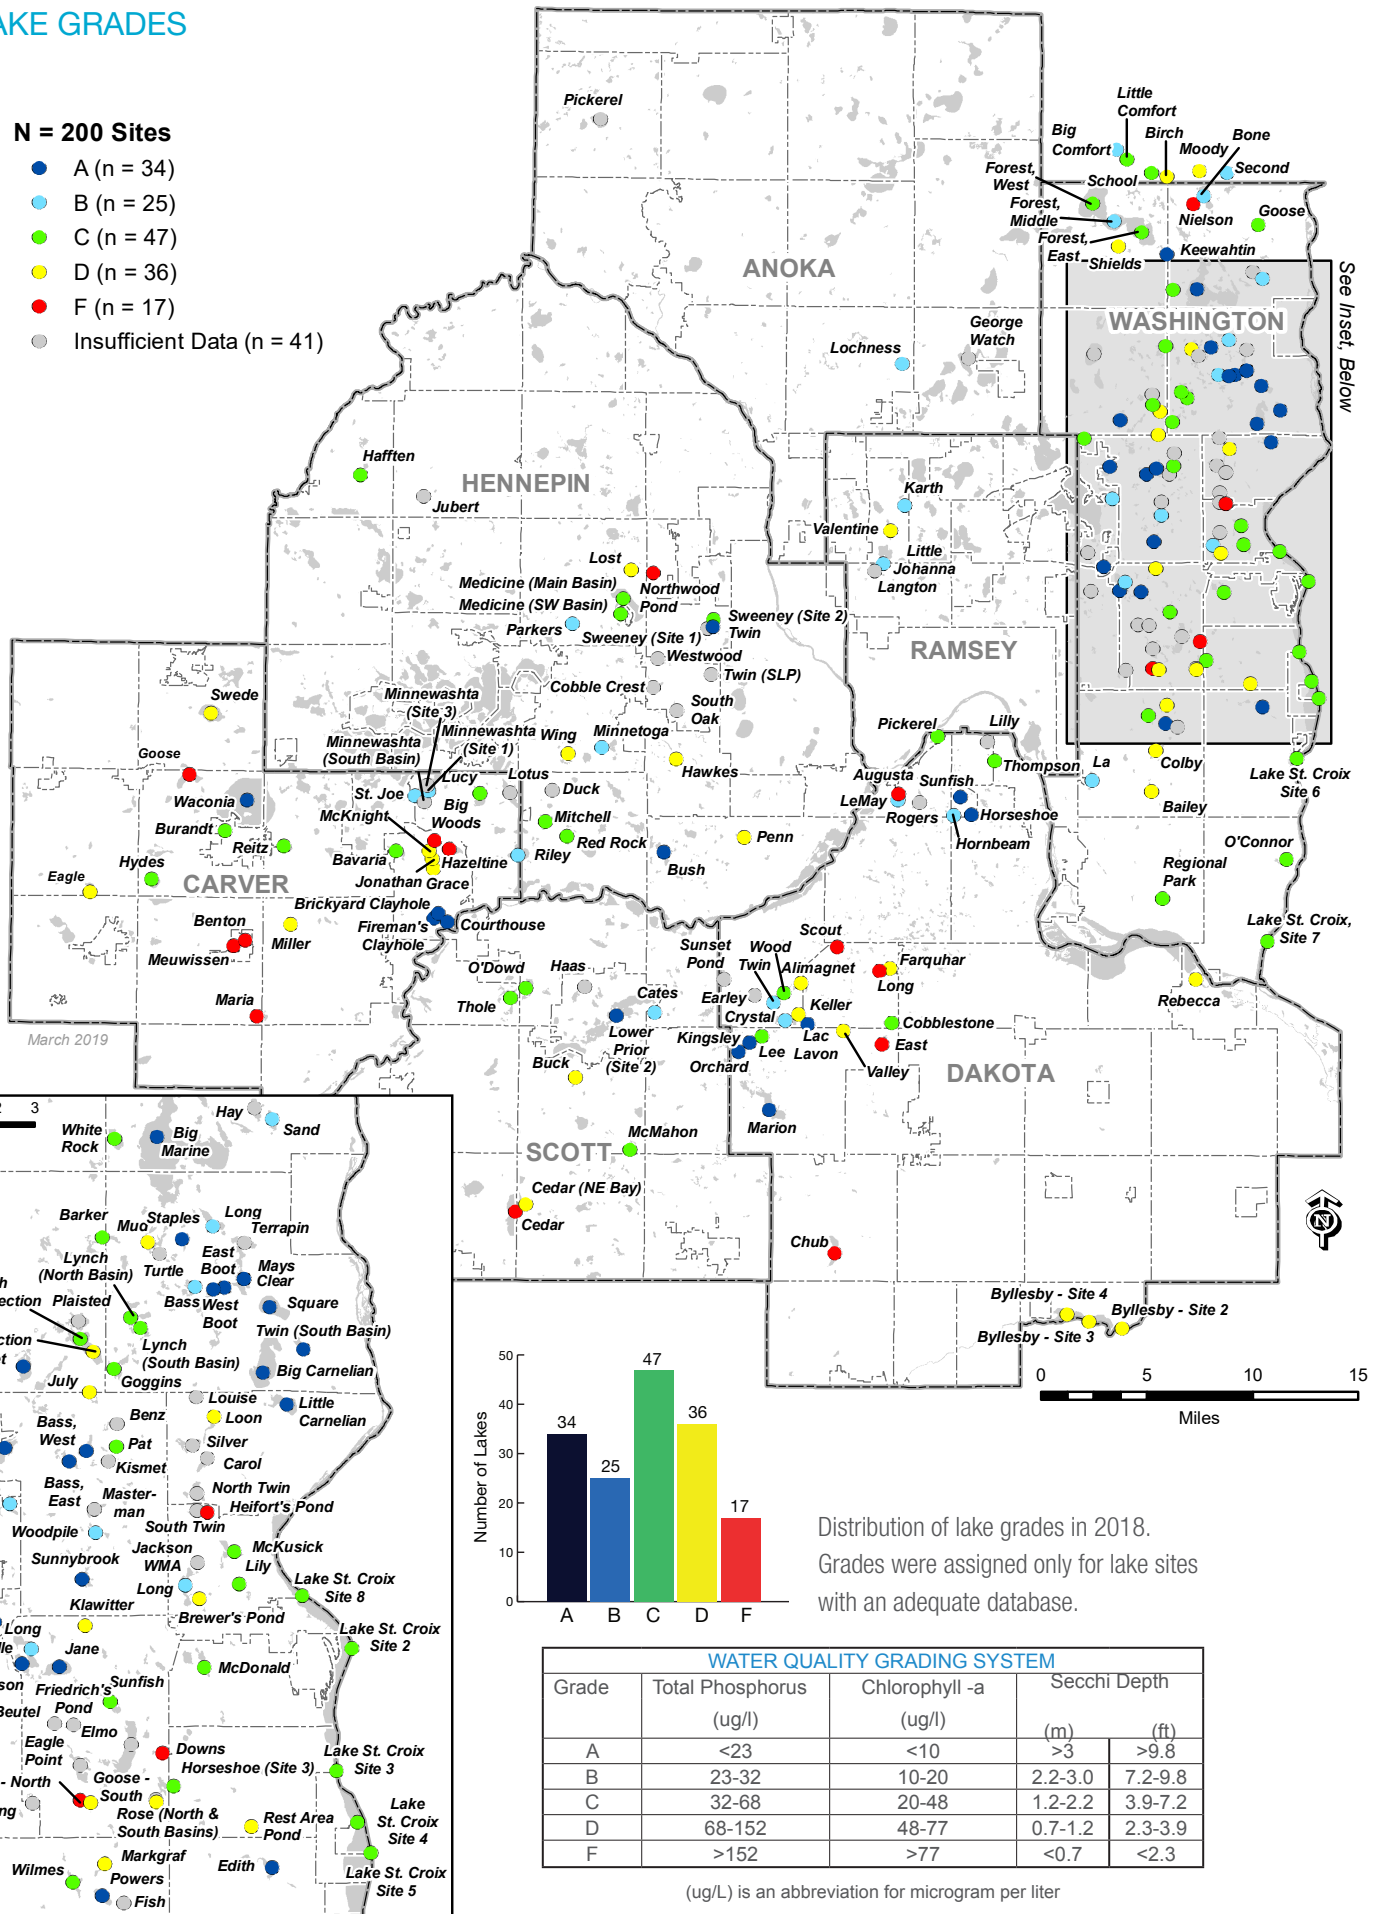 AKE GRADES
N = 200 Sites
A (n = 34)
B (n = 25)
C (n = 47)
D (n = 36)
F (n = 17)
Insufficient Data (n = 41)
Pickerel
ANOKA
Lochness
George
Watch
Little
Comfort
Big
Comfort
Birch
Moody
Bone
Second
School
Forest,
West
Forest,
Middle
Forest,
East
Shields
Nielson
Goose
Keewahtin
WASHINGTON
See Inset, Below
HENNEPIN
Hafften
Jubert
Lost
Northwood
Pond
Medicine (Main Basin)
Medicine (SW Basin)
Parkers
Sweeney (Site 1)
Sweeney (Site 2)
Twin
Westwood
Twin (SLP)
Cobble Crest
South
Oak
Minnetoga
Wing
Hawkes
Duck
Mitchell
Red Rock
Riley
Penn
Bush
Karth
Valentine
Little
Johanna
Langton
RAMSEY
Pickerel
Lilly
Thompson
Augusta
Sunfish
LeMay
Rogers
Horseshoe
Hornbeam
La
Colby
Bailey
Lake St. Croix
Site 6
O'Connor
Regional
Park
Lake St. Croix,
Site 7
Rebecca
Swede
Goose
Waconia
Burandt
Reitz
Hydes
Eagle
CARVER
Benton
Meuwissen
Miller
Maria
Minnewashta
(Site 3)
Minnewashta
(South Basin)
Minnewashta
(Site 1)
Lucy
Lotus
St. Joe
Big
Woods
McKnight
Bavaria
Hazeltine
Jonathan
Grace
Brickyard Clayhole
Fireman's
Clayhole
Courthouse
March 2019
O'Dowd
Thole
Haas
Cates
Lower
Prior
(Site 2)
Buck
McMahon
SCOTT
Cedar (NE Bay)
Cedar
Scout
Sunset
Pond
Wood
Twin
Alimagnet
Farquhar
Long
Earley
Keller
Crystal
Cobblestone
Kingsley
Lee
Lac
Lavon
East
Orchard
Valley
DAKOTA
Marion
Chub
Byllesby - Site 4
Byllesby - Site 2
Byllesby - Site 3
N
0 5 10 15
Miles
3
Hay
Sand
White
Rock
Big
Marine
Barker
Mud
Staples
Long
Terrapin
Lynch
(North Basin)
Turtle
East
Boot
Mays
Clear
ection
Plaisted
Bass
West
Boot
Square
ction
Lynch
(South Basin)
Twin (South Basin)
Goggins
Big Carnelian
July
Louise
Little
Carnelian
Bass,
West
Benz
Loon
Pat
Silver
Kismet
Carol
Bass,
East
Master-
man
North Twin
Heifort's Pond
Woodpile
South Twin
Sunnybrook
Jackson
WMA
McKusick
Lily
Long
Lake St. Croix
Site 8
Klawitter
Brewer's Pond
Long
Jane
Lake St. Croix
Site 2
McDonald
son
Friedrich's
Pond
Sunfish
Beutel
Elmo
Eagle
Point
Downs
Lake St. Croix
Site 3
Horseshoe (Site 3)
- North
Goose -
South
ng
Rose (North &
South Basins)
Rest Area
Pond
Lake
St. Croix
Site 4
Markgraf
Wilmes
Powers
Edith
Lake St. Croix
Site 5
Fish
Number of Lakes
50
40
30
20
10
0
34
25
47
36
17
A B C D F
Distribution of lake grades in 2018.
Grades were assigned only for lake sites
with an adequate database.
WATER QUALITY GRADING SYSTEM
Grade Total Phosphorus Chlorophyll -a Secchi Depth
(ug/l) (ug/l) (m) (ft)
A <23 <10 >3 >9.8
B 23-32 10-20 2.2-3.0 7.2-9.8
C 32-68 20-48 1.2-2.2 3.9-7.2
D 68-152 48-77 0.7-1.2 2.3-3.9
F >152 >77 <0.7 <2.3
(ug/L) is an abbreviation for microgram per liter